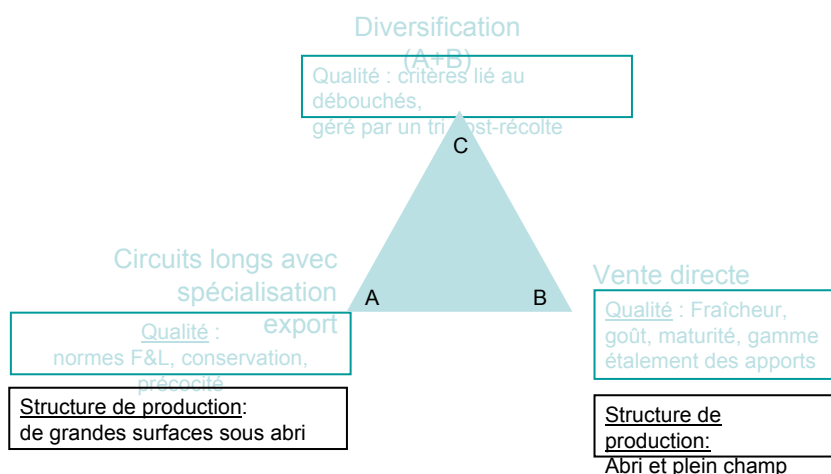 Diversification
(A+B)
Qualité : critères lié au
débouchés,
géré par un tri post-récolte
C
Circuits longs avec
spécialisation
export
A
B
Vente directe
Qualité :
normes F&L, conservation,
précocité
Qualité : Fraîcheur,
goût, maturité, gamme
étalement des apports
Structure de production:
de grandes surfaces sous abri
Structure de
production:
Abri et plein champ